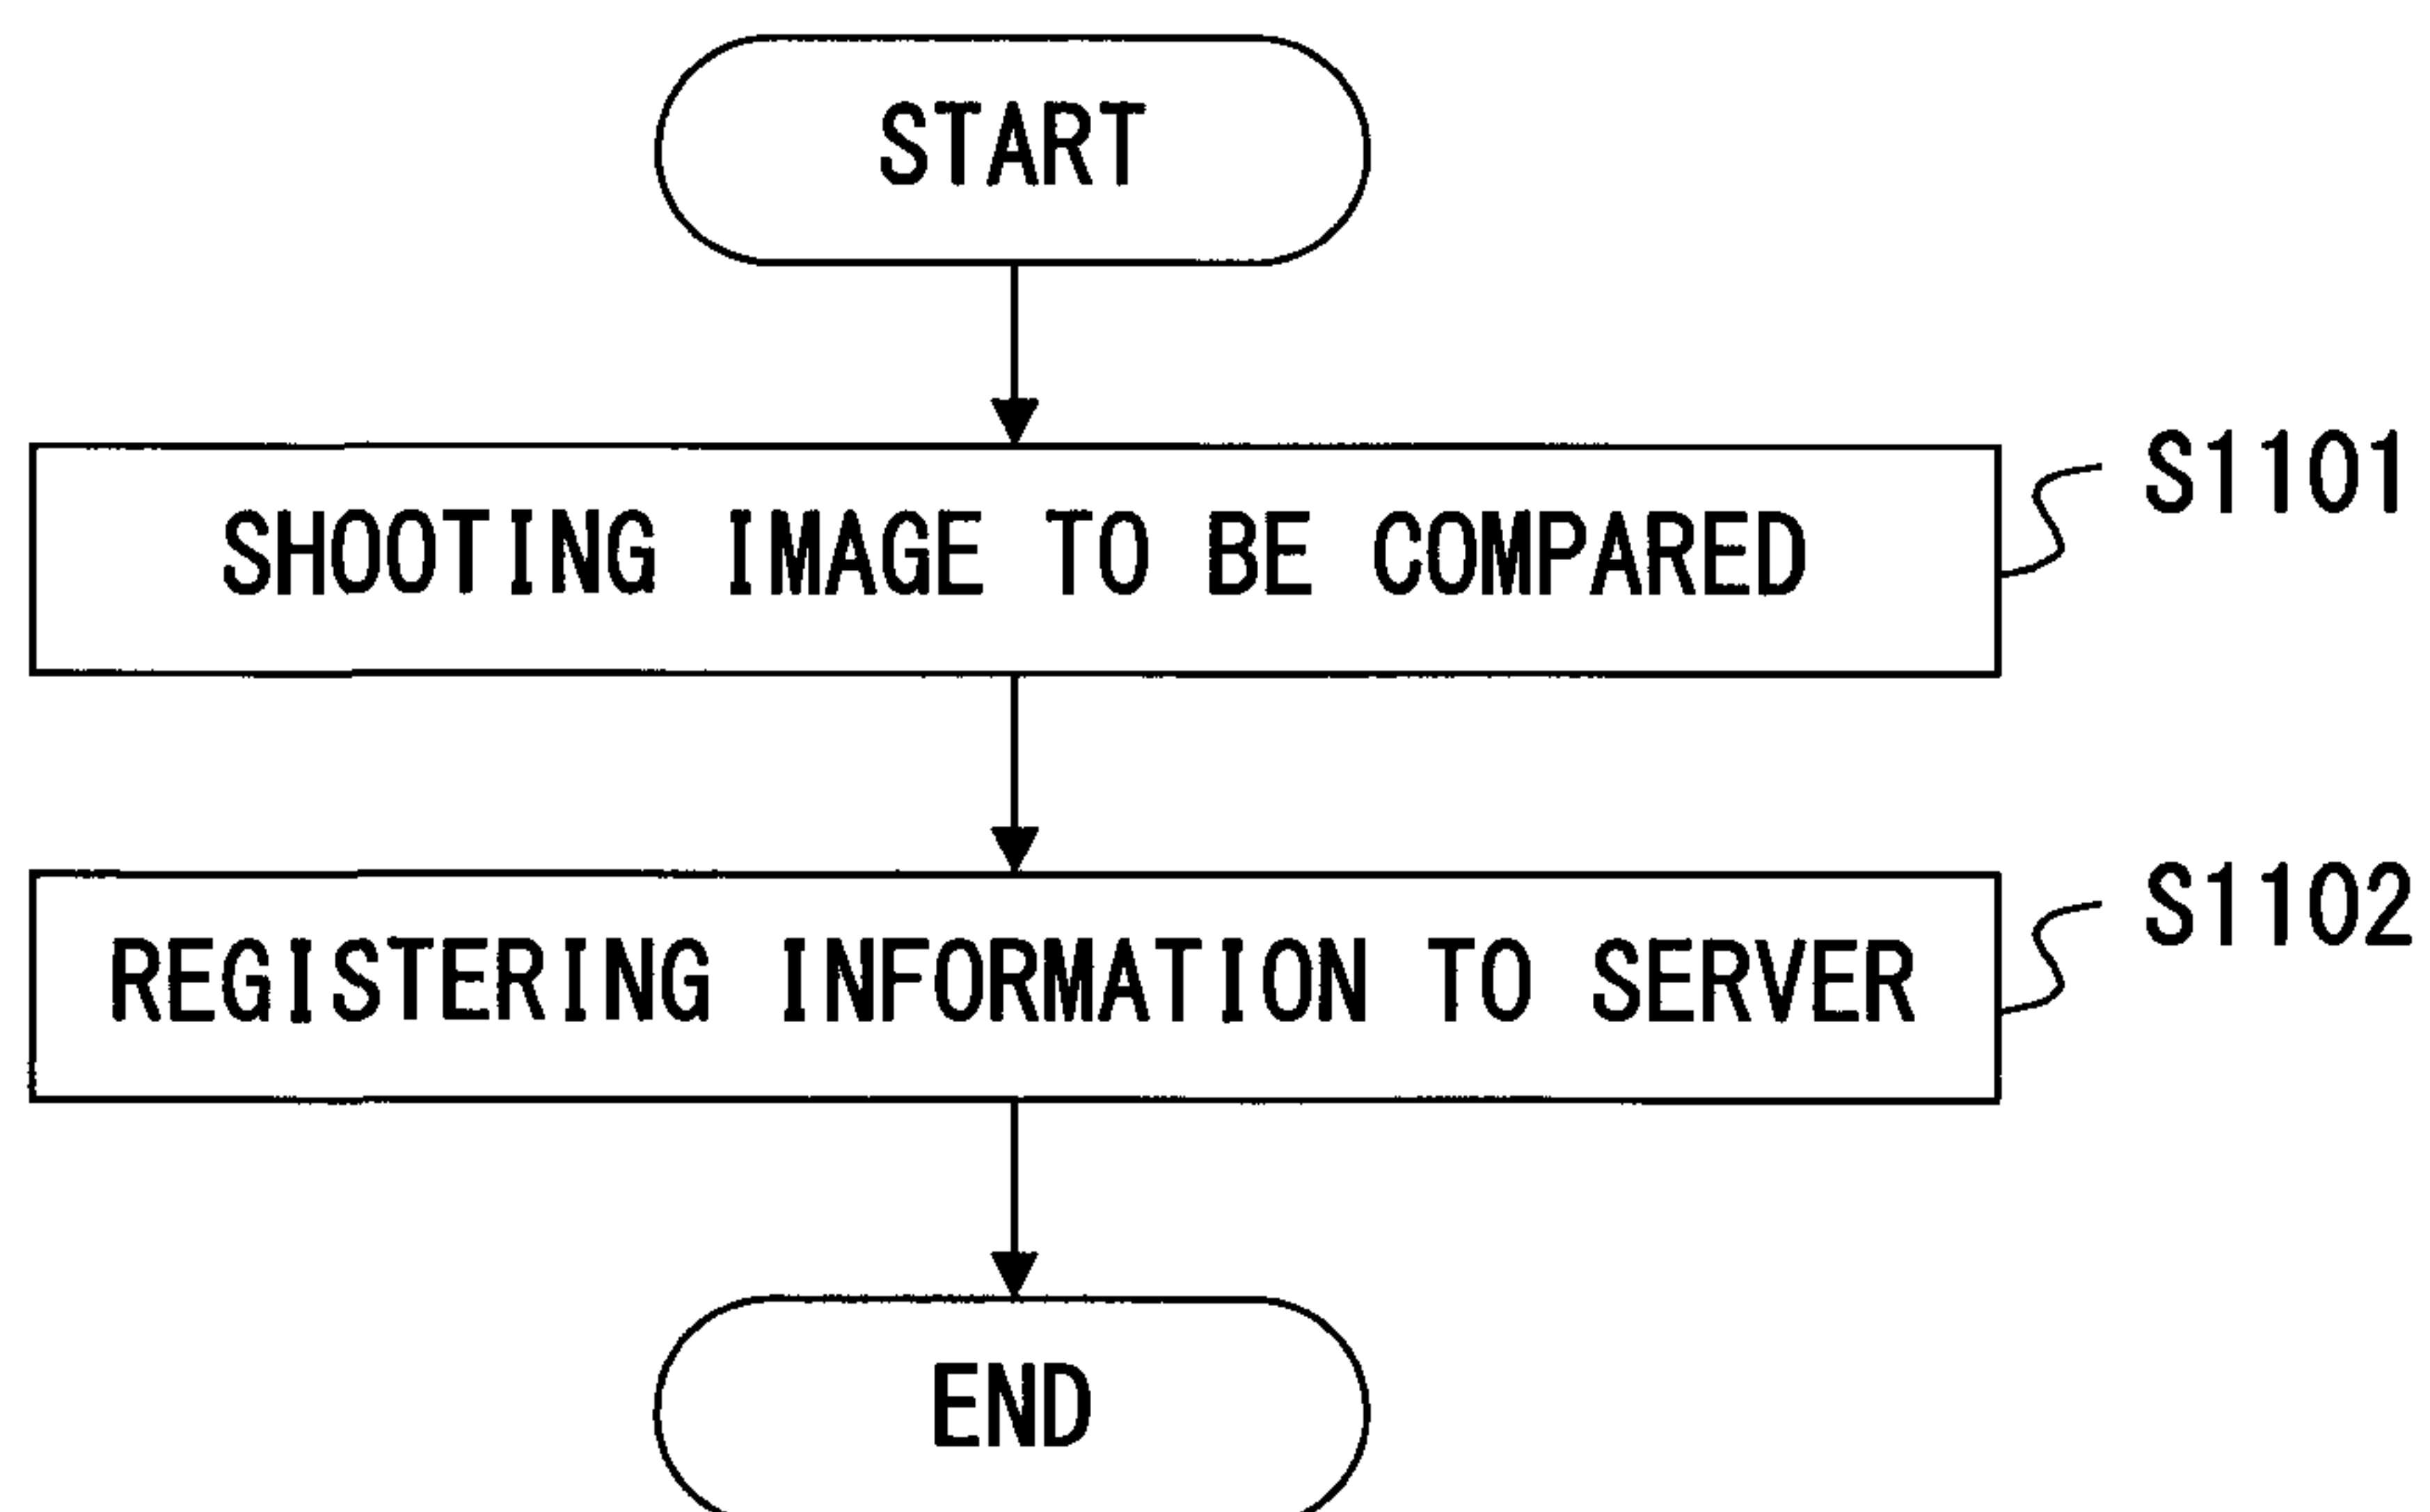 START
SHOOTING IMAGE TO BE COMPARED
S1101
REGISTERING INFORMATION TO SERVER
S1102
END